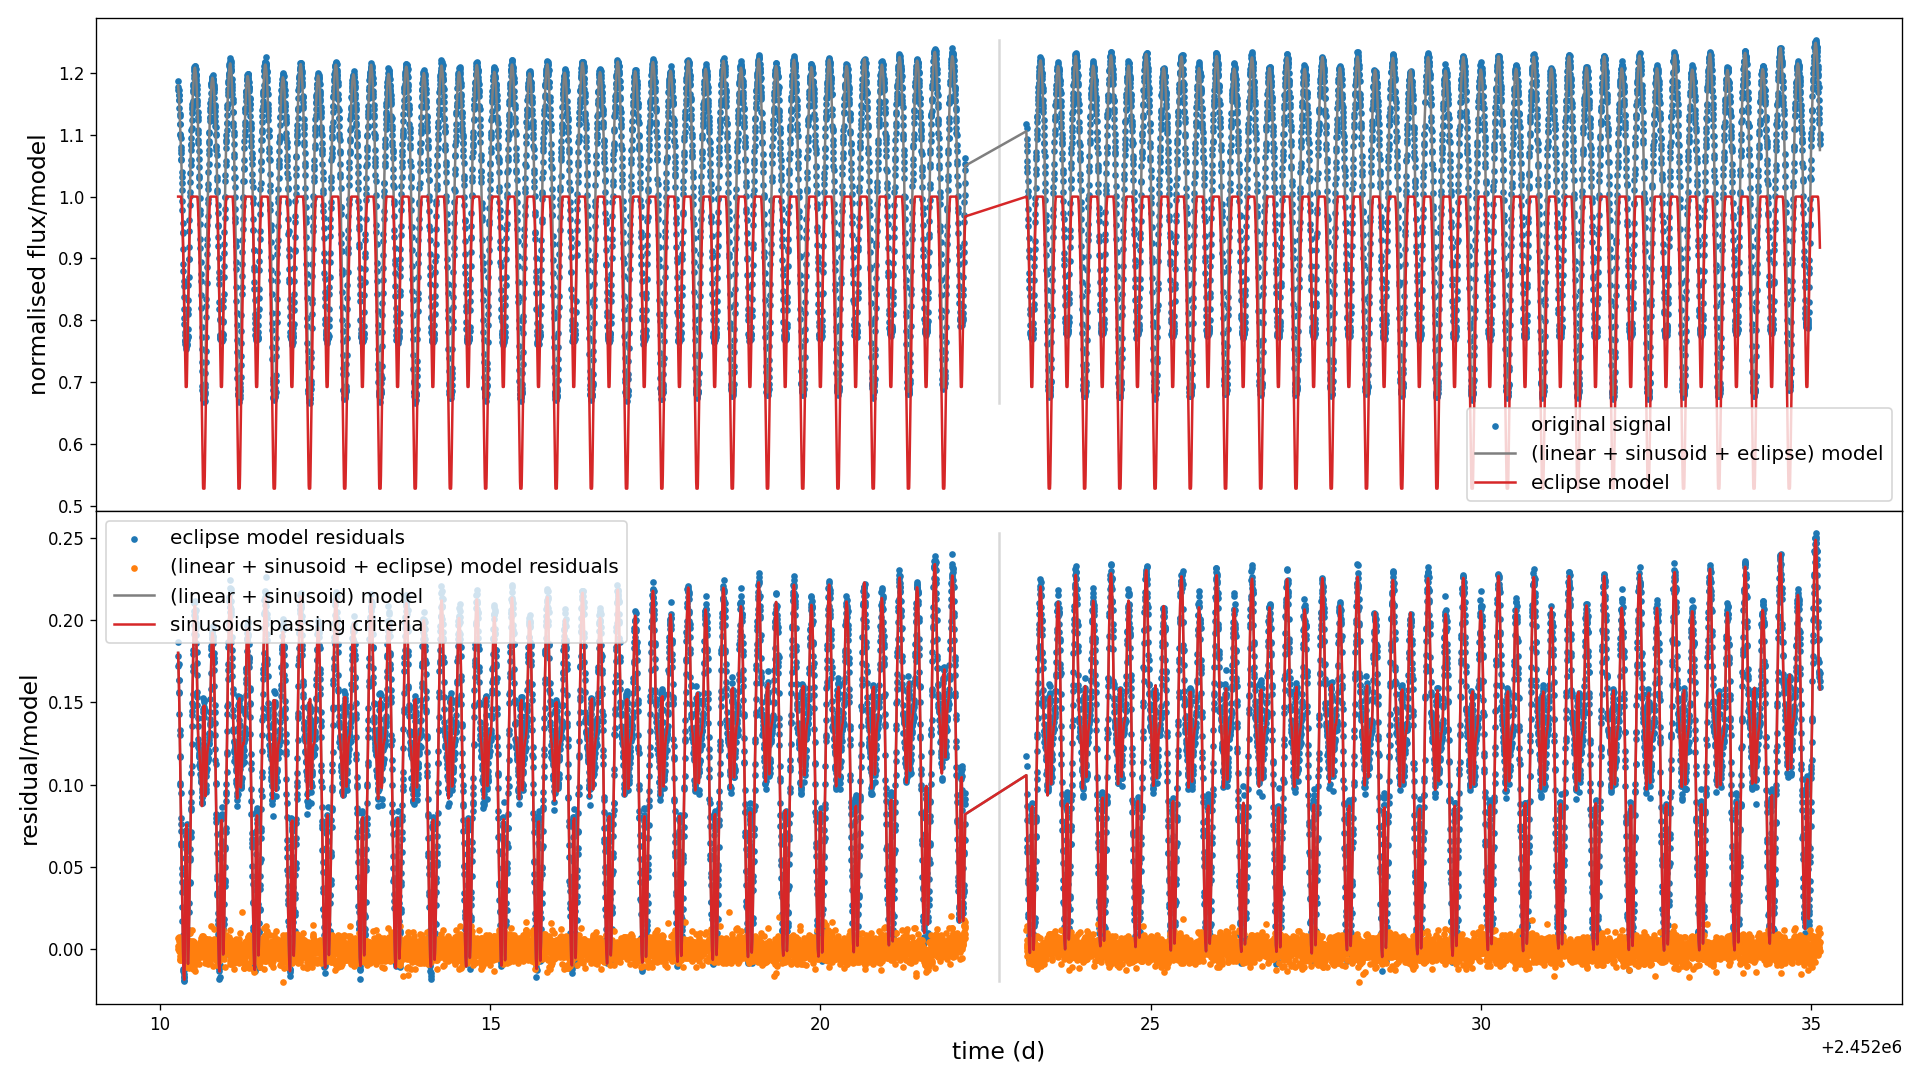 normalised flux/model
1.2
1.1
1.0
0.9
0.8
0.7
0.6
0.5
original signal
(linear + sinusoid + eclipse) model
eclipse model
residual/model
0.25
0.20
0.15
0.10
0.05
0.00
eclipse model residuals
(linear + sinusoid + eclipse) model residuals
(linear + sinusoid) model
sinusoids passing criteria
10
15
20
25
30
35
time (d)
+2.452e6